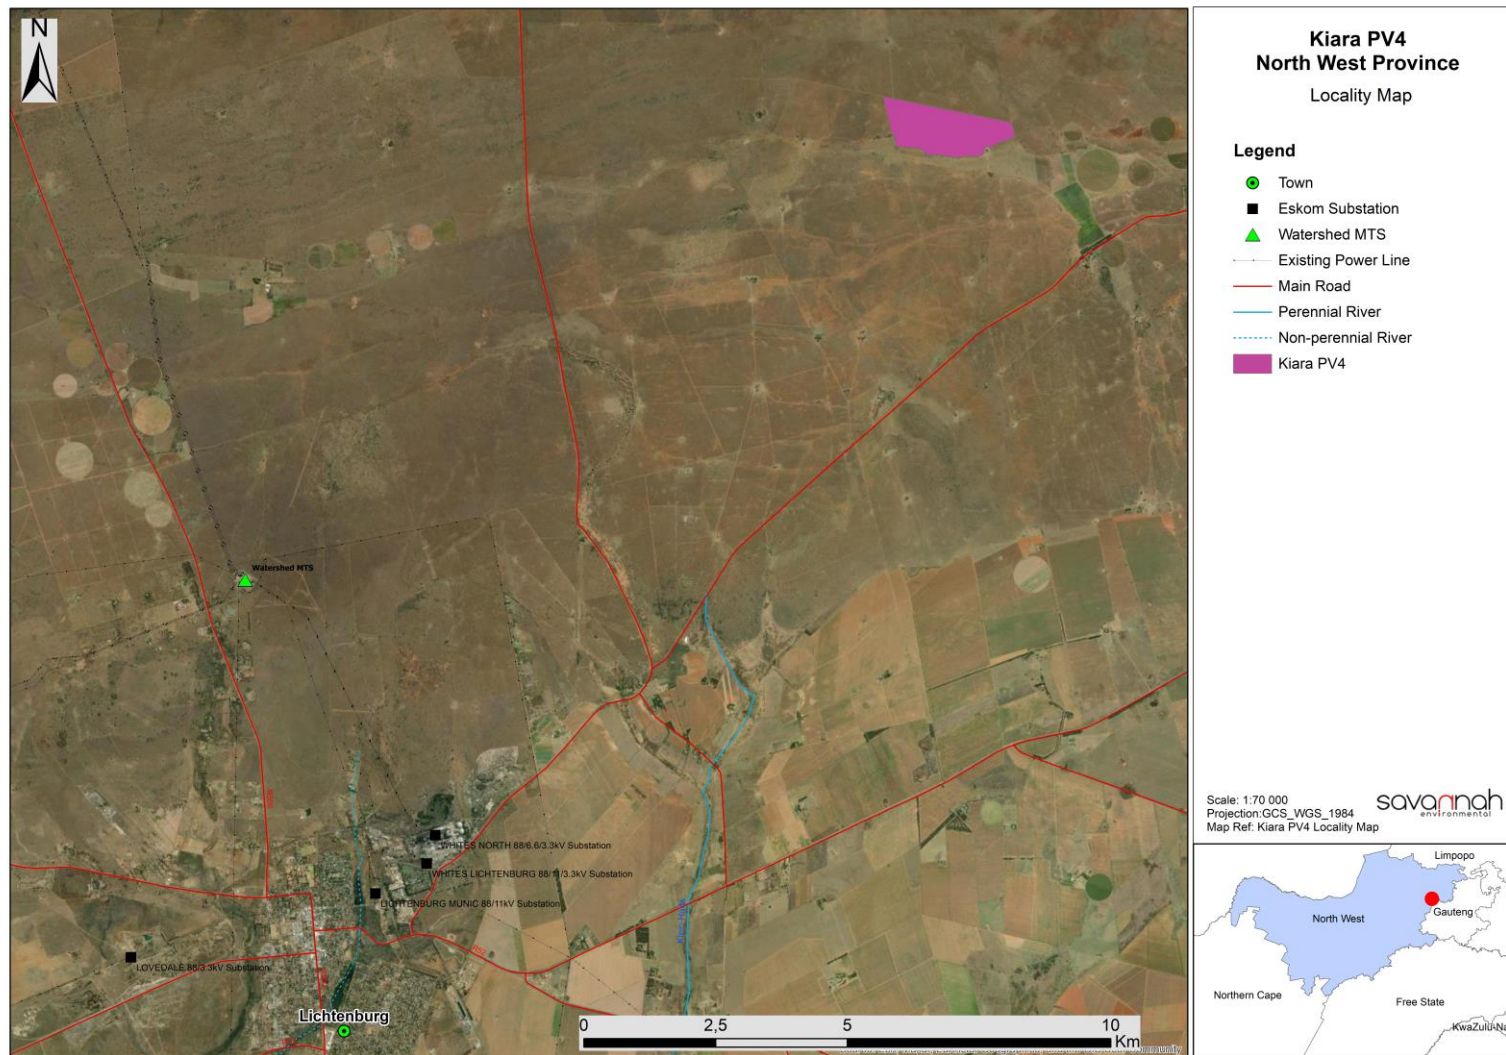 N
Watershed MTS
WHITES NORTH 88/6.6/3.3kV Substation
WHITES LICHTENBURG 88/11/3.3kV Substation
LICHTENBURG MUNIC 88/11kV Substation
R52
LOVEDALE 88/3.3kV Substation
Lichtenburg
0 2,5 5 10
Km
Kiara PV4
North West Province
Locality Map
Legend
Town
Eskom Substation
Watershed MTS
Existing Power Line
Main Road
Perennial River
Non-perennial River
Kiara PV4
Scale: 1:70 000
Projection:GCS_WGS_1984
Map Ref: Kiara PV4 Locality Map
savannah
environmental
Limpopo
North West
Gauteng
Northern Cape
Free State
KwaZulu-Na